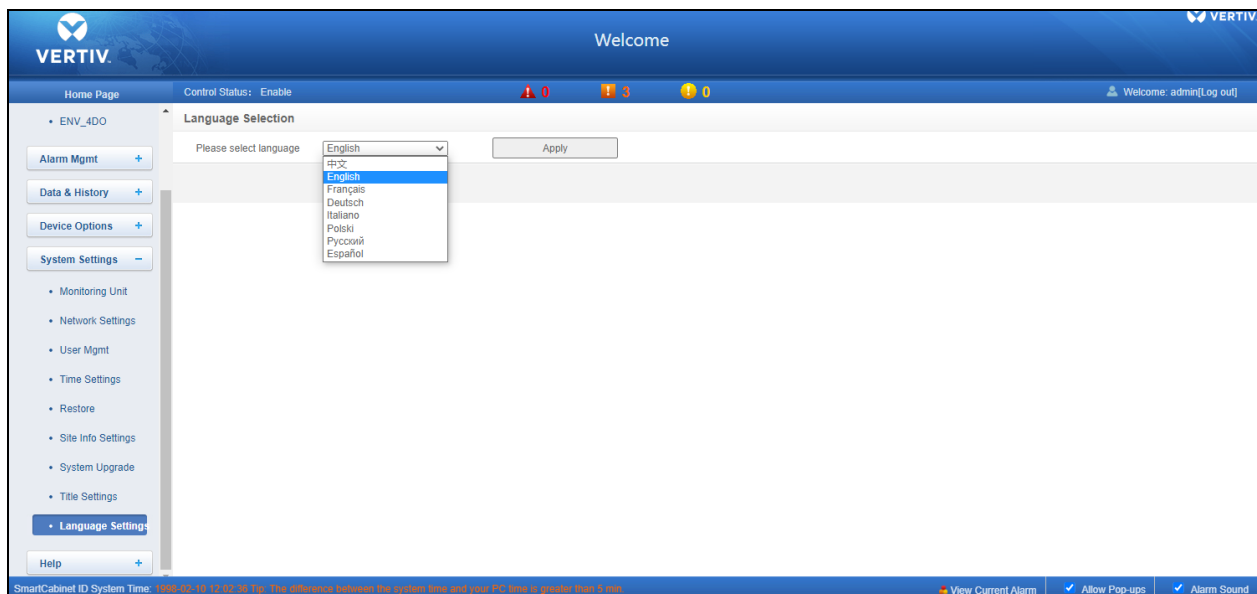 VERTIV.
Welcome
VERTIV
Home Page
Control Status: Enable
0
3
0
Welcome: admin[Log out]
• ENV_4DO
Alarm Mgmt +
Data & History +
Device Options +
System Settings −
• Monitoring Unit
• Network Settings
• User Mgmt
• Time Settings
• Restore
• Site Info Settings
• System Upgrade
• Title Settings
• Language Settings
Help +
Language Selection
Please select language English Apply
中文
English
Français
Deutsch
Italiano
Polski
Русский
Español
SmartCabinet ID System Time: 1998-02-10 12:02:36 Tip: The difference between the system time and your PC time is greater than 5 min. View Current Alarm Allow Pop-ups Alarm Sound